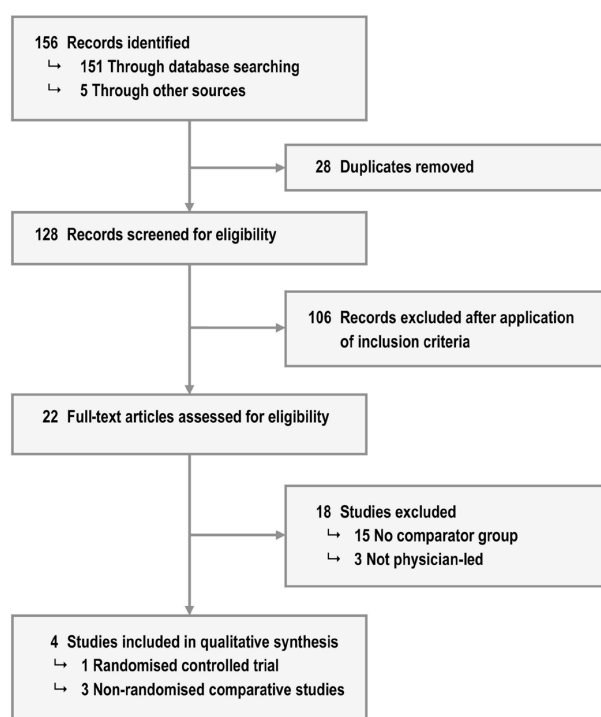 156 Records identified
↳ 151 Through database searching
↳ 5 Through other sources
28 Duplicates removed
128 Records screened for eligibility
106 Records excluded after application
of inclusion criteria
22 Full-text articles assessed for eligibility
18 Studies excluded
↳ 15 No comparator group
↳ 3 Not physician-led
4 Studies included in qualitative synthesis
↳ 1 Randomised controlled trial
↳ 3 Non-randomised comparative studies